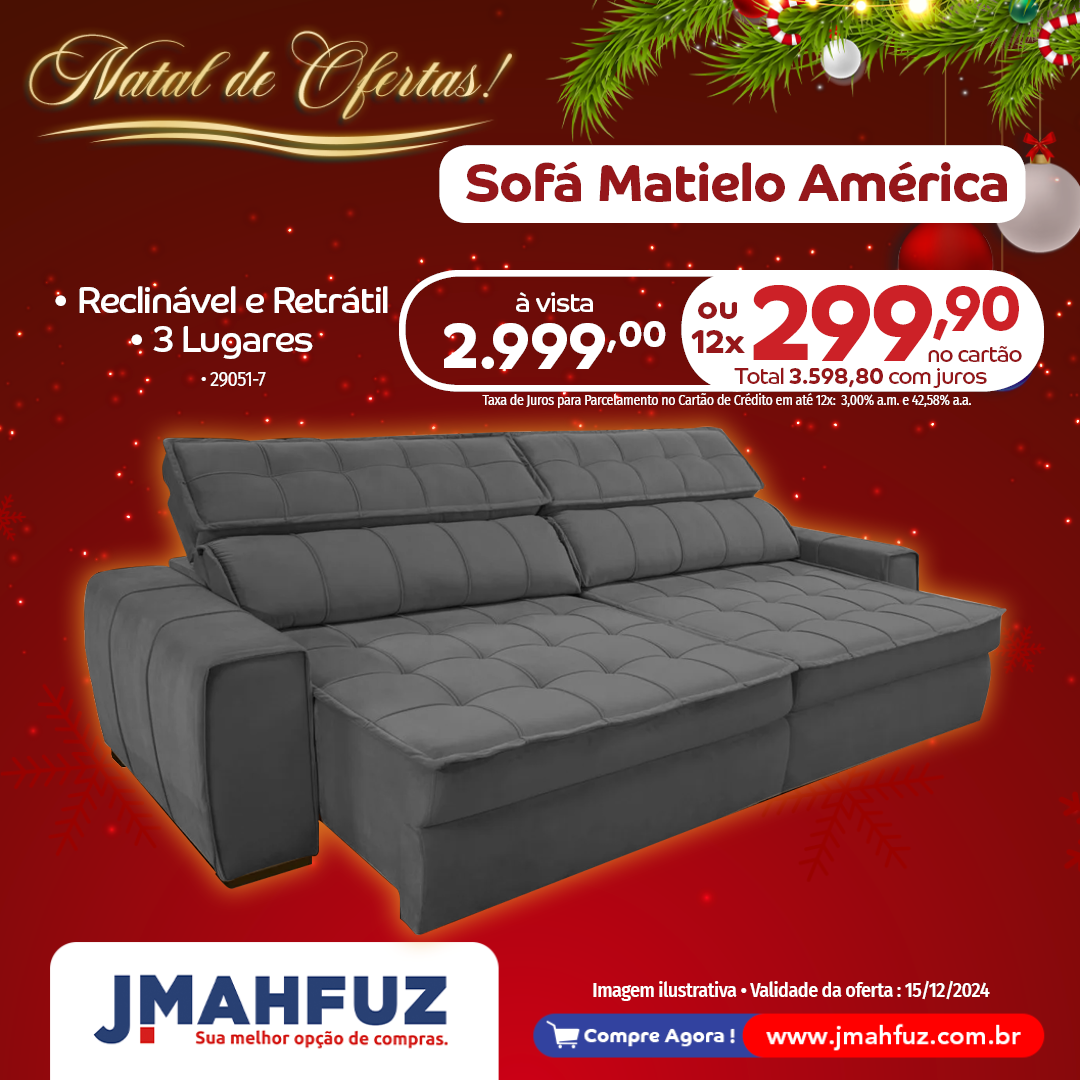 Natal de Ofertas!
Sofá Matielo América
• Reclinável e Retrátil
• 3 Lugares
• 29051-7
à vista
2.999,00
ou
12x 299,90
no cartão
Total 3.598,80 com juros
Taxa de Juros para Parcelamento no Cartão de Crédito em até 12x: 3,00% a.m. e 42,58% a.a.
JMAHFUZ
Sua melhor opção de compras.
Imagem ilustrativa • Validade da oferta : 15/12/2024
Compre Agora !
www.jmahfuz.com.br